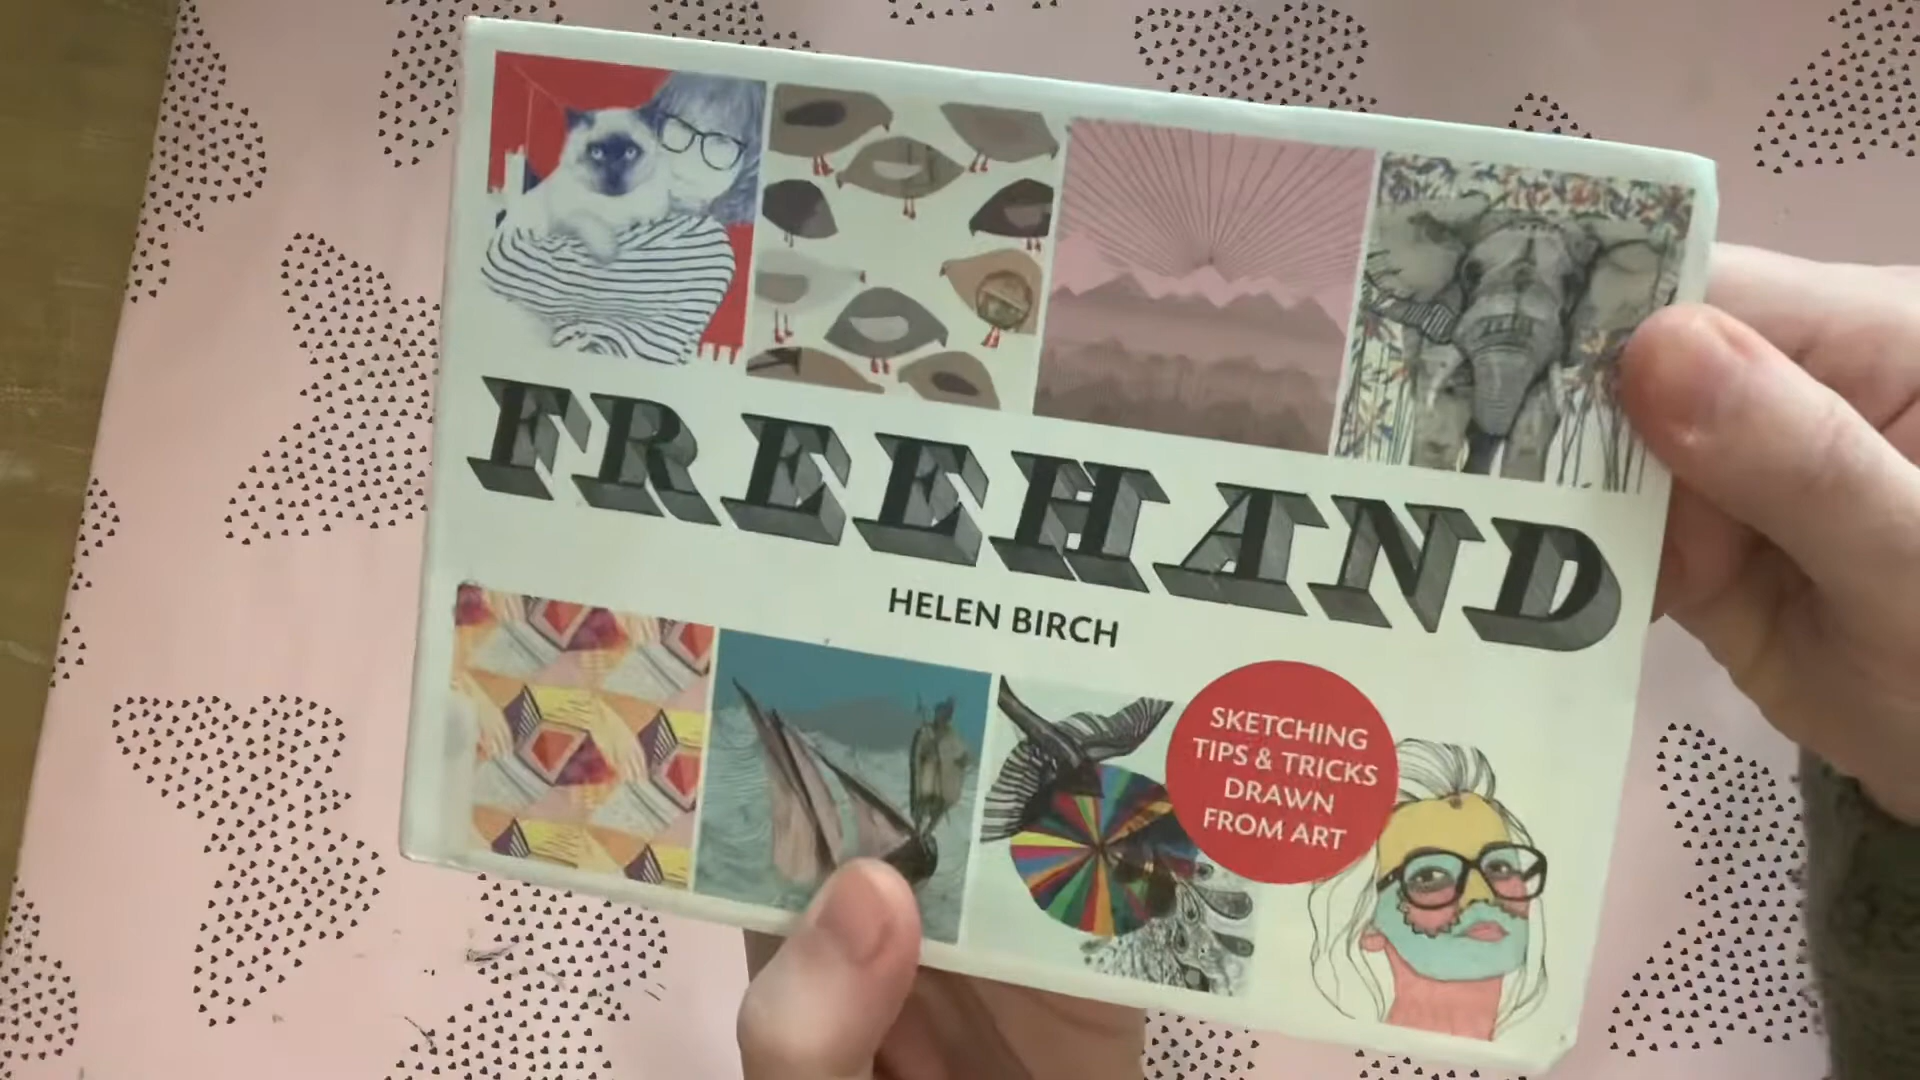 FREEHAND
HELEN BIRCH
SKETCHING
TIPS & TRICKS
DRAWN
FROM ART